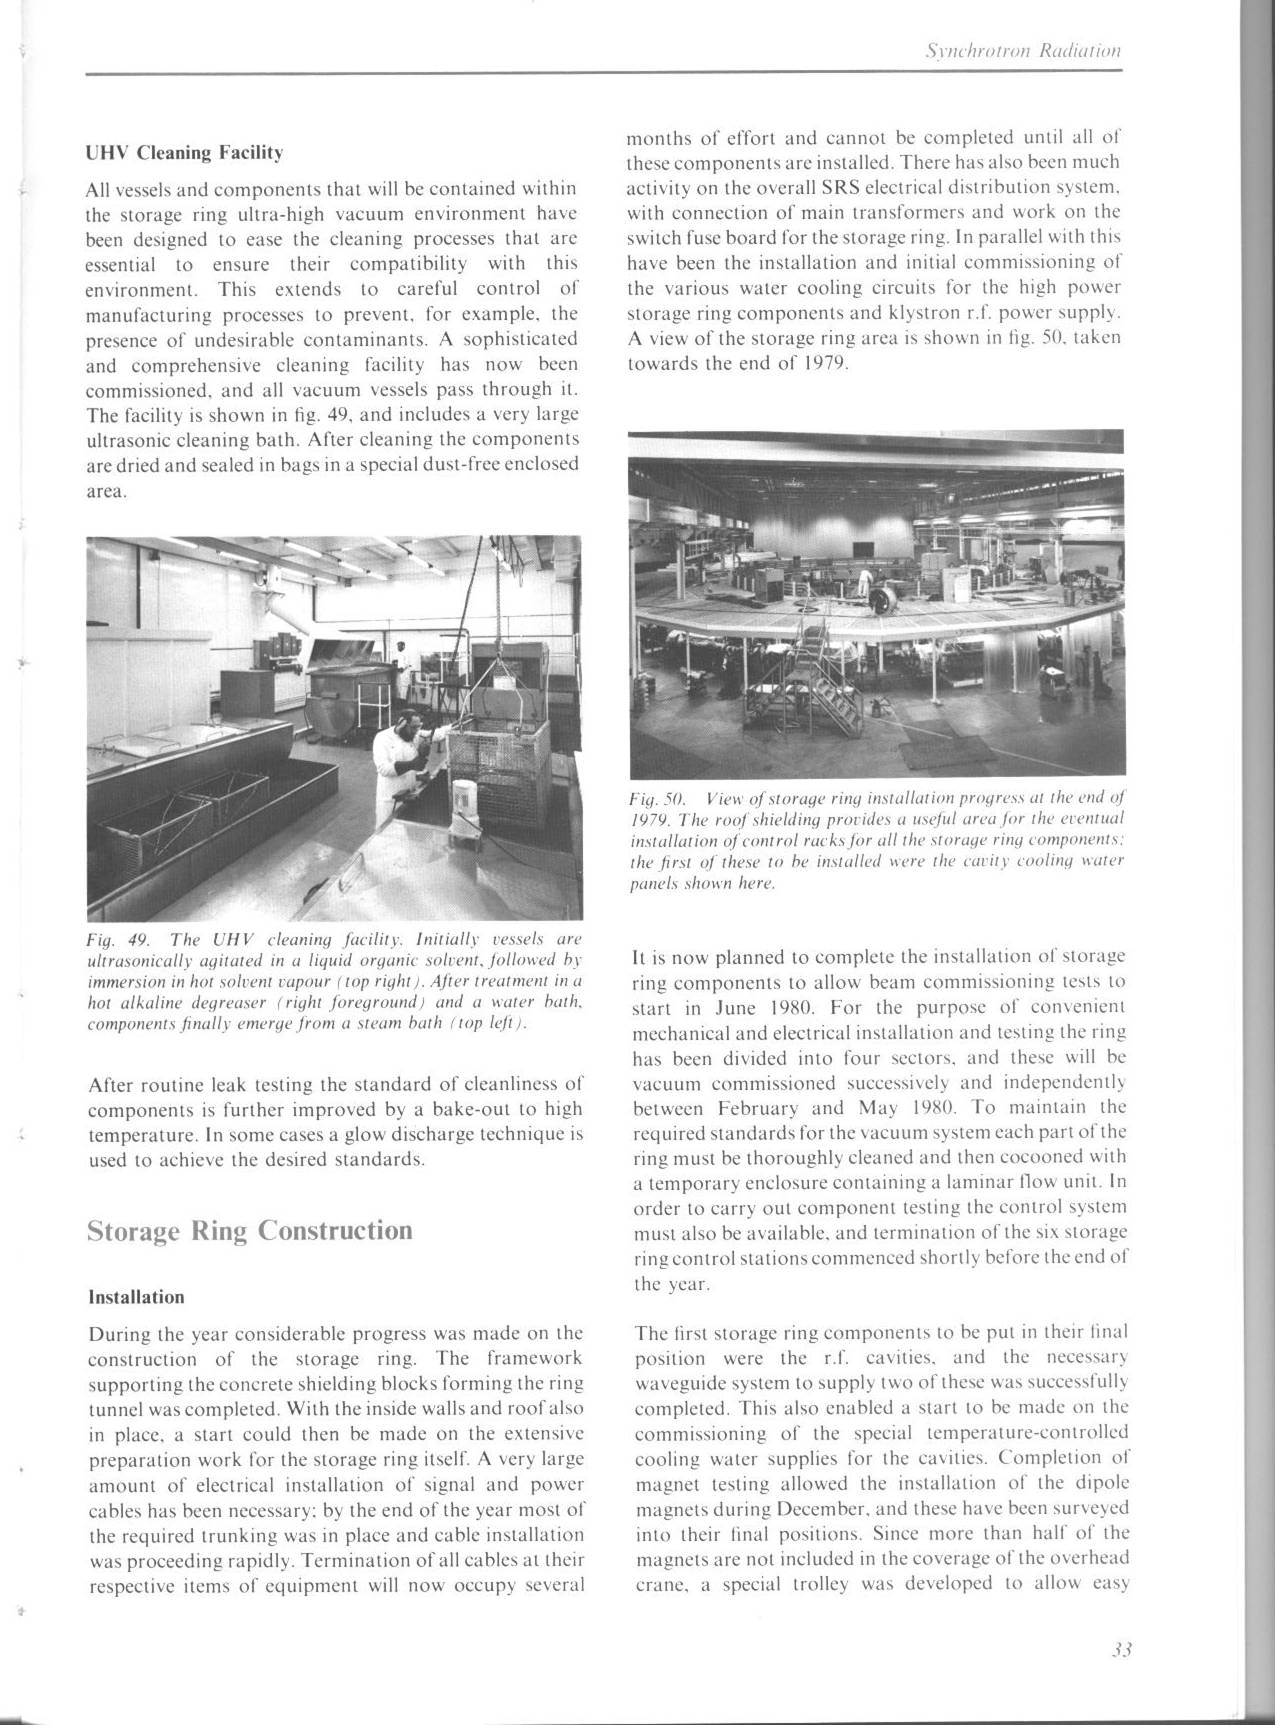 Synchrotron Radiation
UHV Cleaning Facility
All vessels and components that will be contained within
the storage ring ultra-high vacuum environment have
been designed to ease the cleaning processes that are
essential to ensure their compatibility with this
environment. This extends to careful control of
manufacturing processes to prevent, for example, the
presence of undesirable contaminants. A sophisticated
and comprehensive cleaning facility has now been
commissioned, and all vacuum vessels pass through it.
The facility is shown in fig. 49, and includes a very large
ultrasonic cleaning bath. After cleaning the components
are dried and sealed in bags in a special dust-free enclosed
area.
Fig. 49. The UHV cleaning facility. Initially vessels are
ultrasonically agitated in a liquid organic solvent, followed by
immersion in hot solvent vapour (top right). After treatment in a
hot alkaline degreaser (right foreground) and a water bath,
components finally emerge from a steam bath (top left).
After routine leak testing the standard of cleanliness of
components is further improved by a bake-out to high
temperature. In some cases a glow discharge technique is
used to achieve the desired standards.
Storage Ring Construction
Installation
During the year considerable progress was made on the
construction of the storage ring. The framework
supporting the concrete shielding blocks forming the ring
tunnel was completed. With the inside walls and roof also
in place, a start could then be made on the extensive
preparation work for the storage ring itself. A very large
amount of electrical installation of signal and power
cables has been necessary; by the end of the year most of
the required trunking was in place and cable installation
was proceeding rapidly. Termination of all cables at their
respective items of equipment will now occupy several
months of effort and cannot be completed until all of
these components are installed. There has also been much
activity on the overall SRS electrical distribution system,
with connection of main transformers and work on the
switch fuse board for the storage ring. In parallel with this
have been the installation and initial commissioning of
the various water cooling circuits for the high power
storage ring components and klystron r.f. power supply.
A view of the storage ring area is shown in fig. 50, taken
towards the end of 1979.
Fig. 50. View of storage ring installation progress at the end of
1979. The roof shielding provides a useful area for the eventual
installation of control racks for all the storage ring components:
the first of these to be installed were the cavity cooling water
panels shown here.
It is now planned to complete the installation of storage
ring components to allow beam commissioning tests to
start in June 1980. For the purpose of convenient
mechanical and electrical installation and testing the ring
has been divided into four sectors, and these will be
vacuum commissioned successively and independently
between February and May 1980. To maintain the
required standards for the vacuum system each part of the
ring must be thoroughly cleaned and then cocooned with
a temporary enclosure containing a laminar flow unit. In
order to carry out component testing the control system
must also be available, and termination of the six storage
ring control stations commenced shortly before the end of
the year.
The first storage ring components to be put in their final
position were the r.f. cavities, and the necessary
waveguide system to supply two of these was successfully
completed. This also enabled a start to be made on the
commissioning of the special temperature-controlled
cooling water supplies for the cavities. Completion of
magnet testing allowed the installation of the dipole
magnets during December, and these have been surveyed
into their final positions. Since more than half of the
magnets are not included in the coverage of the overhead
crane, a special trolley was developed to allow easy
33